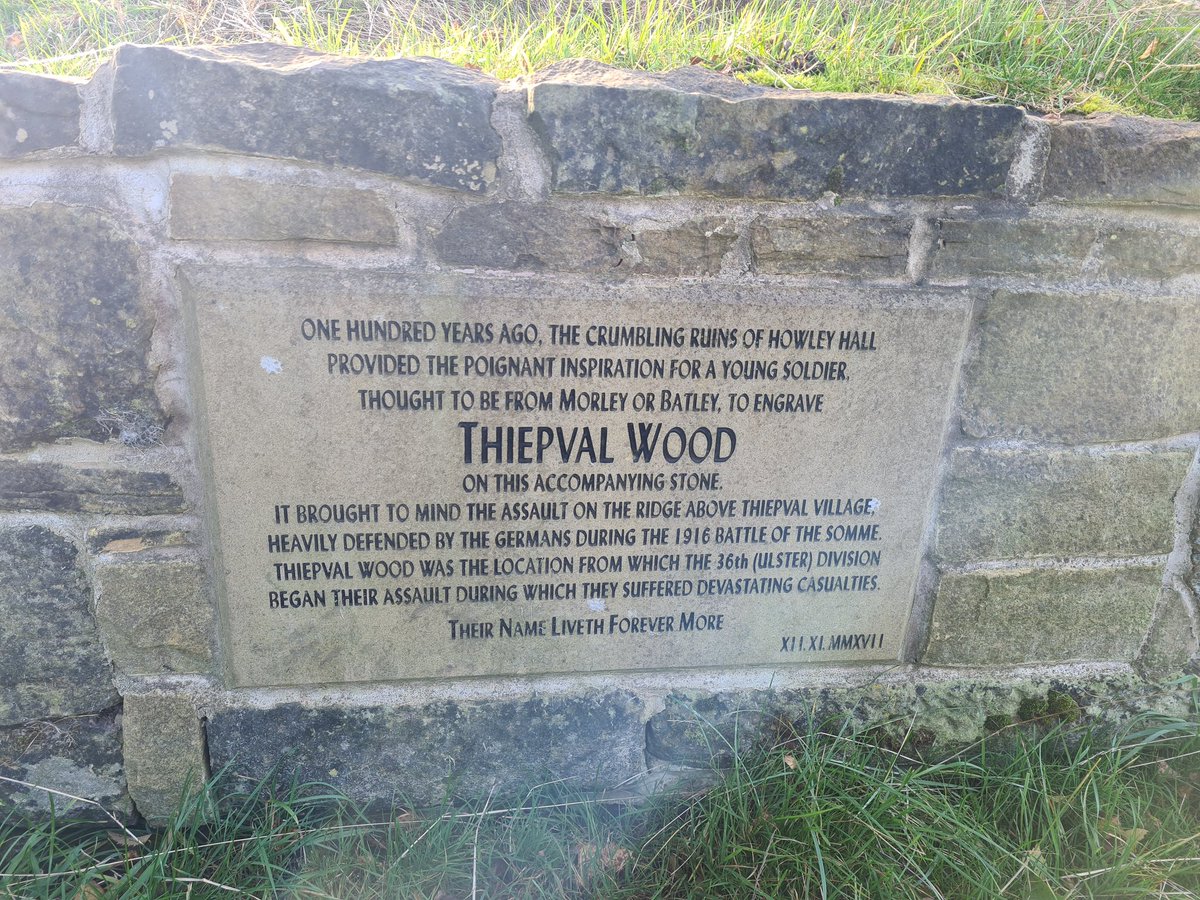 ONE HUNDRED YEARS AGO, THE CRUMBLING RUINS OF HOWLEY HALL
PROVIDED THE POIGNANT INSPIRATION FOR A YOUNG SOLDIER,
THOUGHT TO BE FROM MORLEY OR BATLEY, TO ENGRAVE
THIEPVAL WOOD
ON THIS ACCOMPANYING STONE.
IT BROUGHT TO MIND THE ASSAULT ON THE RIDGE ABOVE THIEPVAL VILLAGE,
HEAVILY DEFENDED BY THE GERMANS DURING THE 1916 BATTLE OF THE SOMME.
THIEPVAL WOOD WAS THE LOCATION FROM WHICH THE 36th (ULSTER) DIVISION
BEGAN THEIR ASSAULT DURING WHICH THEY SUFFERED DEVASTATING CASUALTIES.
THEIR NAME LIVETH FOREVER MORE
XII.XI.MMXVII